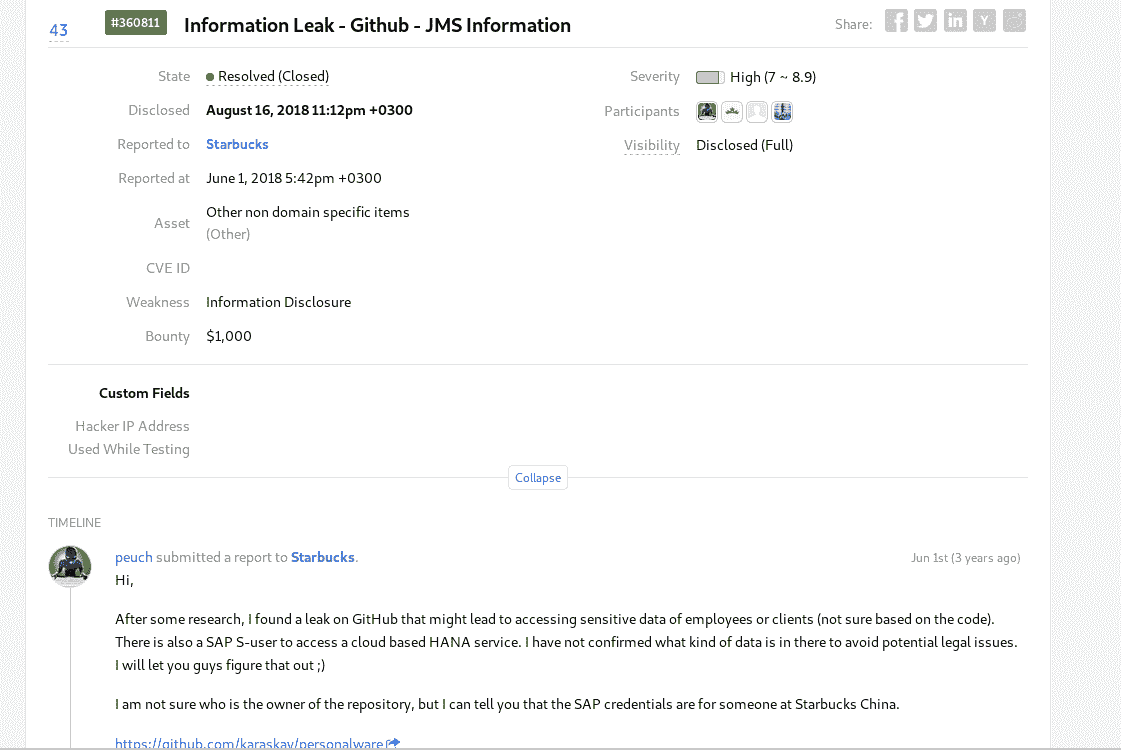 43 #360811 Information Leak - Github - JMS Information Share:
State Resolved (Closed) Severity High (7 ~ 8.9)
Disclosed August 16, 2018 11:12pm +0300 Participants
Reported to Starbucks Visibility Disclosed (Full)
Reported at June 1, 2018 5:42pm +0300
Asset Other non domain specific items
(Other)
CVE ID
Weakness Information Disclosure
Bounty $1,000
Custom Fields
Hacker IP Address
Used While Testing
Collapse
TIMELINE
peuch submitted a report to Starbucks. Jun 1st (3 years ago)
Hi,
After some research, I found a leak on GitHub that might lead to accessing sensitive data of employees or clients (not sure based on the code).
There is also a SAP S-user to access a cloud based HANA service. I have not confirmed what kind of data is in there to avoid potential legal issues.
I will let you guys figure that out ;)
I am not sure who is the owner of the repository, but I can tell you that the SAP credentials are for someone at Starbucks China.
https://github.com/karaskay/personalware